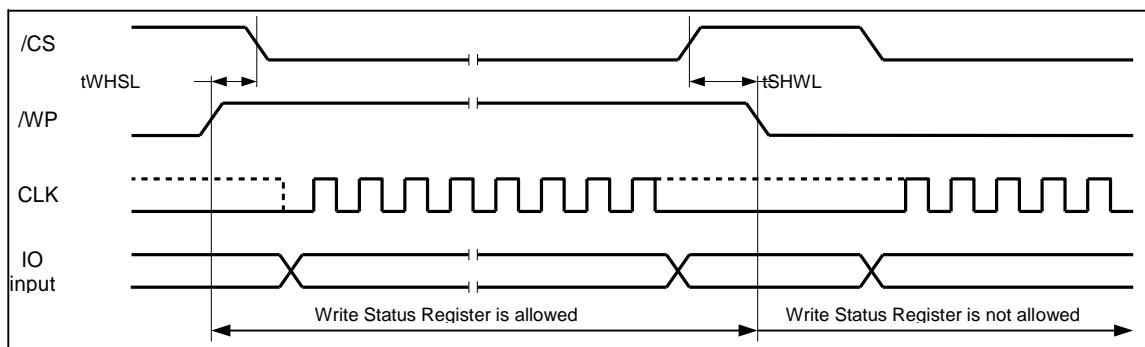 /CS
tWHSL
tSHWL
/WP
CLK
IO
input
Write Status Register is allowed
Write Status Register is not allowed